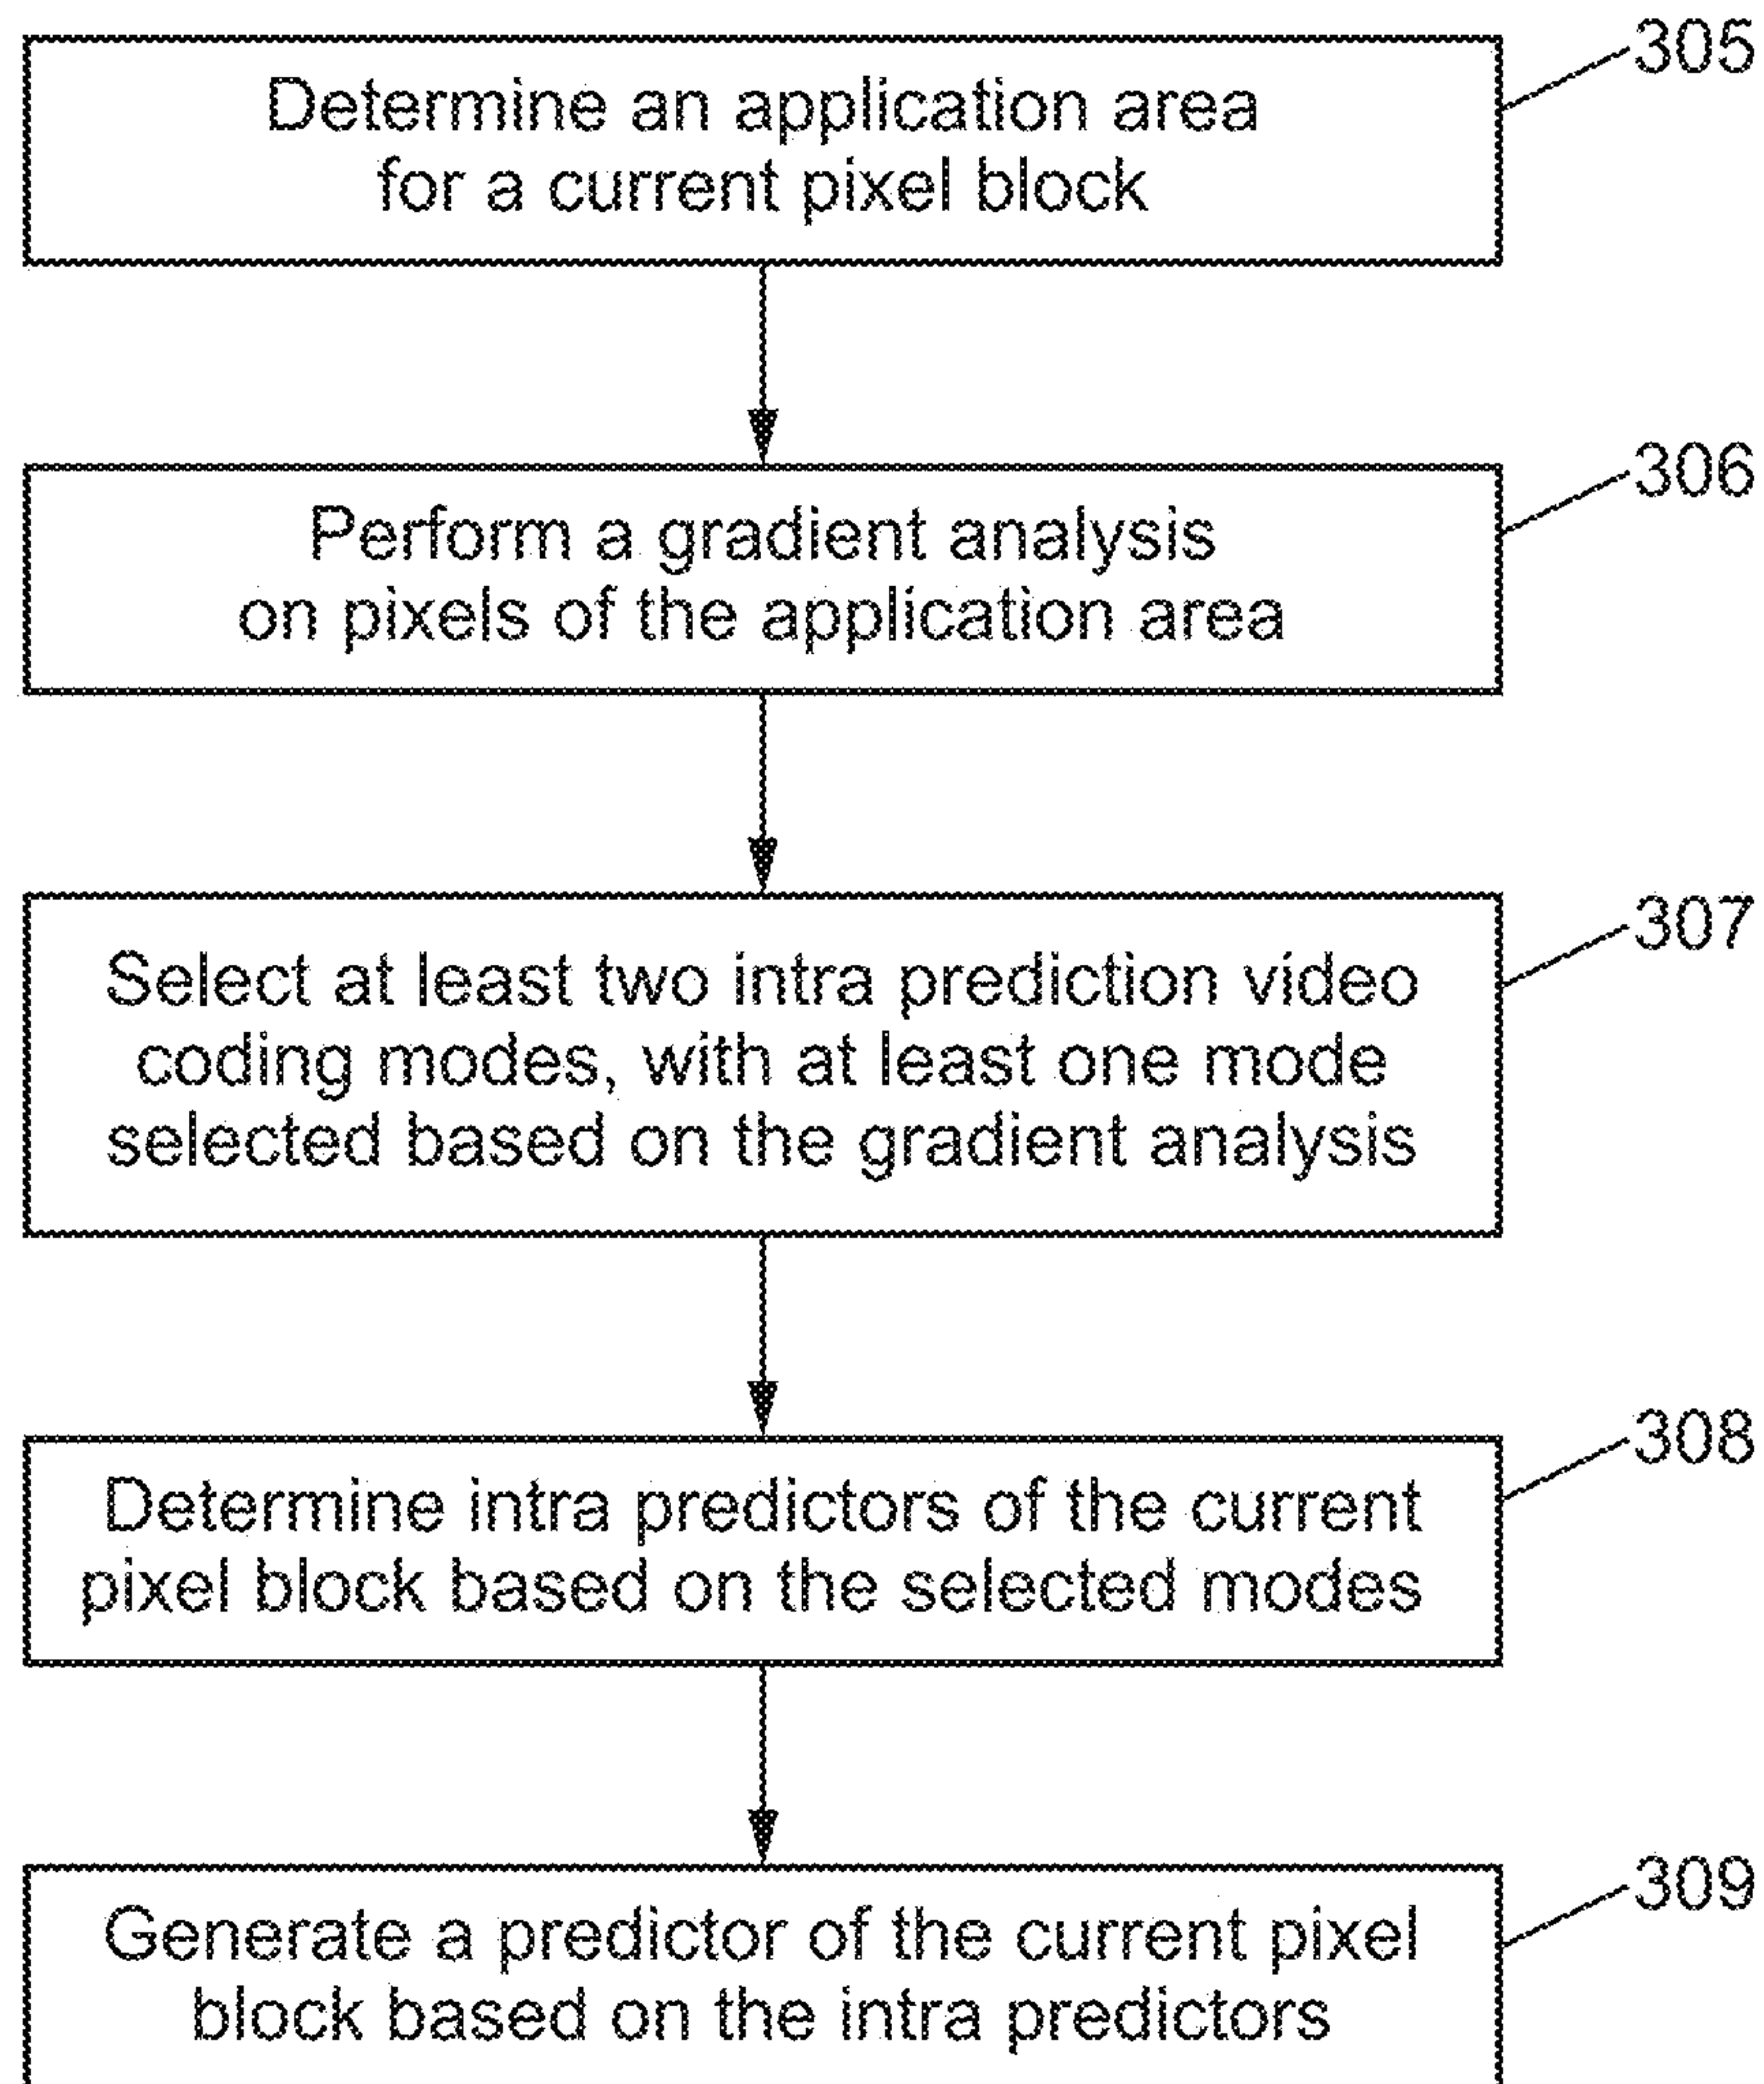 305
Determine an application area
for a current pixel block
306
Perform a gradient analysis
on pixels of the application area
307
Select at least two intra prediction video
coding modes, with at least one mode
selected based on the gradient analysis
308
Determine intra predictors of the current
pixel block based on the selected modes
309
Generate a predictor of the current pixel
block based on the intra predictors